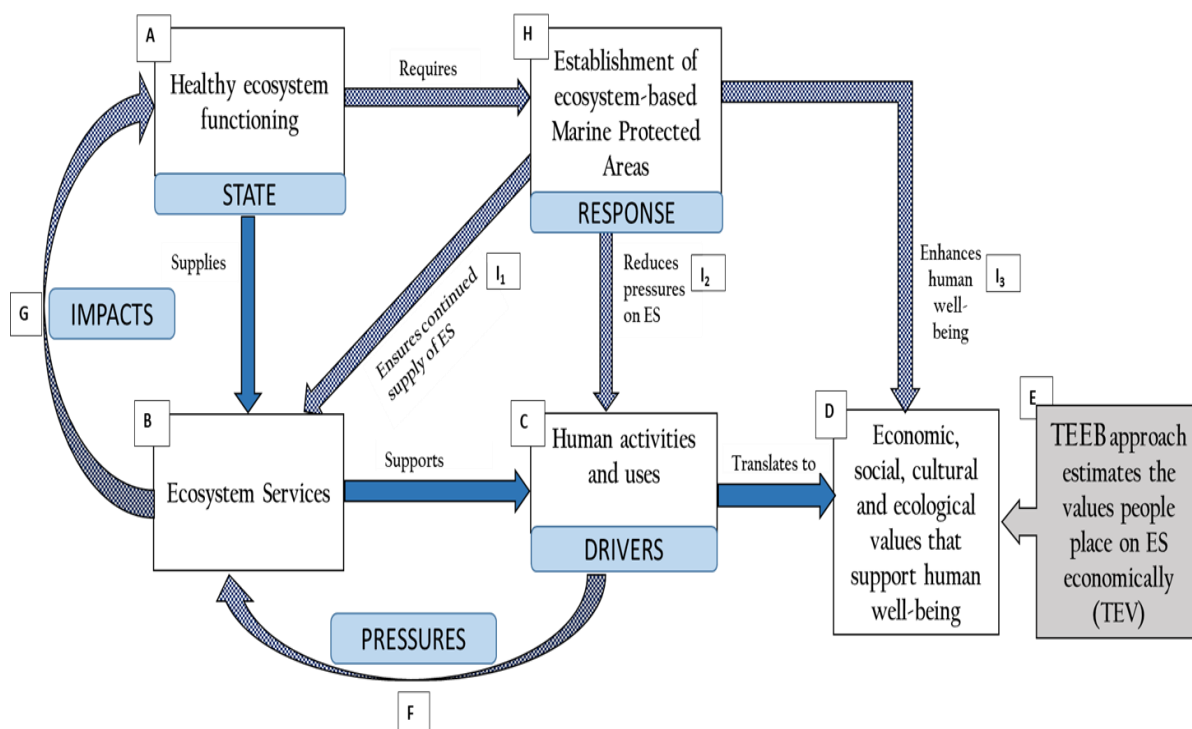 A
Healthy ecosystem
functioning
STATE
Requires
H
Establishment of
ecosystem-based
Marine Protected
Areas
RESPONSE
Supplies
I₁
Ensures continued
supply of ES
Reduces
pressures
on ES
I₂
Enhances
human
well-
being
I₃
G
IMPACTS
B
Ecosystem Services
Supports
C
Human activities
and uses
DRIVERS
Translates to
D
Economic,
social, cultural
and ecological
values that
support human
well-being
E
TEEB approach
estimates the
values people
place on ES
economically
(TEV)
PRESSURES
F